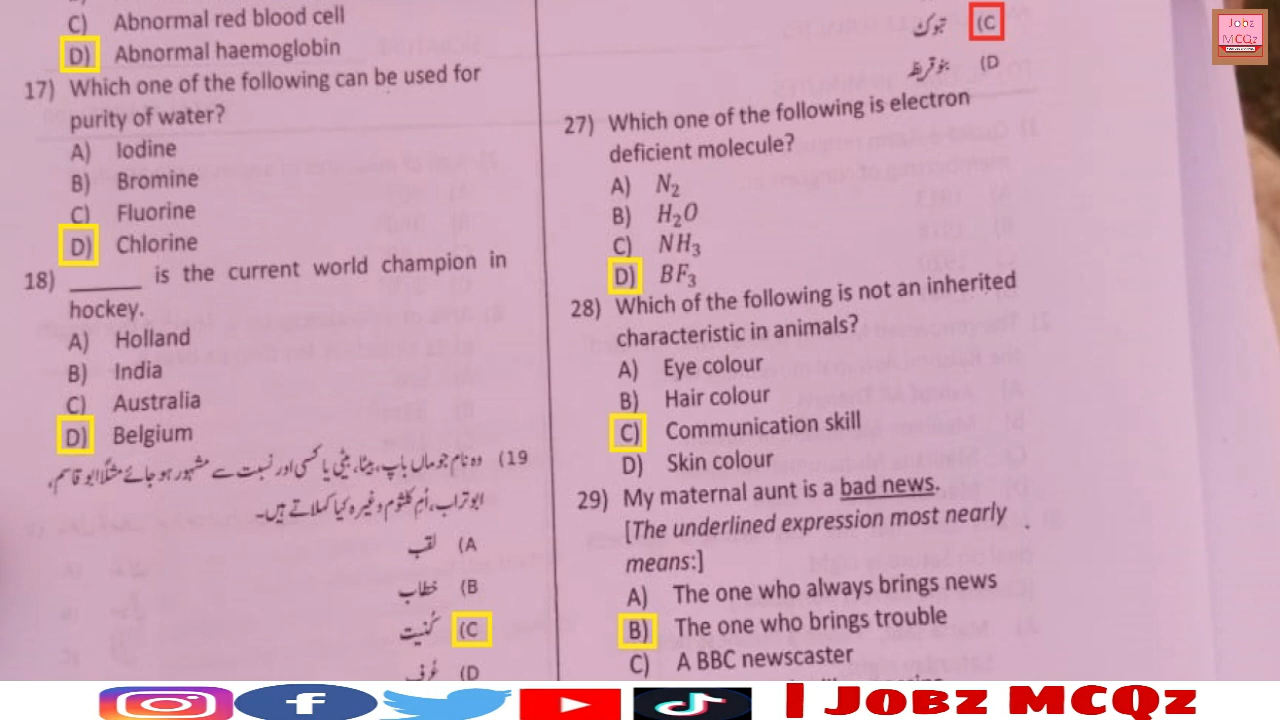 C) Abnormal red blood cell
D) Abnormal haemoglobin
17) Which one of the following can be used for
purity of water?
A) Iodine
B) Bromine
C) Fluorine
D) Chlorine
18) ______ is the current world champion in
hockey.
A) Holland
B) India
C) Australia
D) Belgium
19) وہ نام جو ماں باپ، بیٹا، بیٹی یا کسی اور نسبت سے مشہور ہو جائے مثلاً ابو قاسم،
ابو تراب، اُمِ کلثوم وغیرہ کیا کہلاتے ہیں۔
A) لقب
B) خطاب
C) کُنیت
D) عُرف
C) تبوک
D) بنو قریظہ
27) Which one of the following is electron
deficient molecule?
A) N₂
B) H₂O
C) NH₃
D) BF₃
28) Which of the following is not an inherited
characteristic in animals?
A) Eye colour
B) Hair colour
C) Communication skill
D) Skin colour
29) My maternal aunt is a bad news.
[The underlined expression most nearly
means:]
A) The one who always brings news
B) The one who brings trouble
C) A BBC newscaster
Jobz
MCQz
| Jobz MCQz